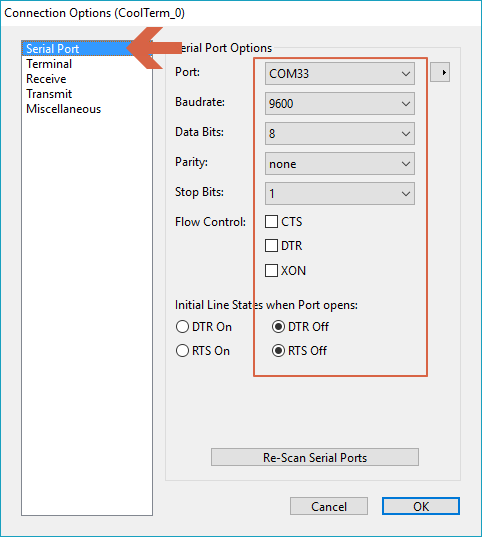 Connection Options (CoolTerm_0)
Serial Port
Terminal
Receive
Transmit
Miscellaneous
Serial Port Options
Port: COM33
Baudrate: 9600
Data Bits: 8
Parity: none
Stop Bits: 1
Flow Control: CTS
DTR
XON
Initial Line States when Port opens:
DTR On DTR Off
RTS On RTS Off
Re-Scan Serial Ports
Cancel OK